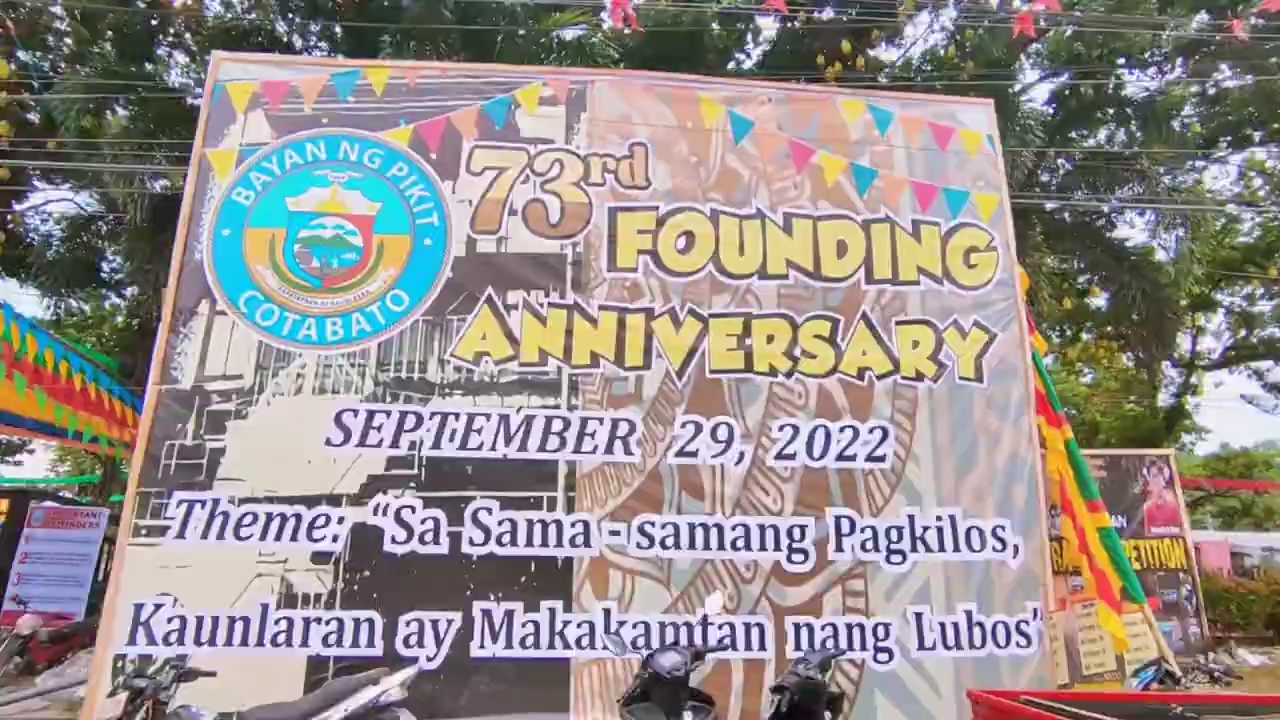 BAYAN NG PIKIT
COTABATO
73rd
FOUNDING
ANNIVERSARY
SEPTEMBER 29, 2022
Theme: “Sa Sama-samang Pagkilos,
Kaunlaran ay Makakamtan nang Lubos”